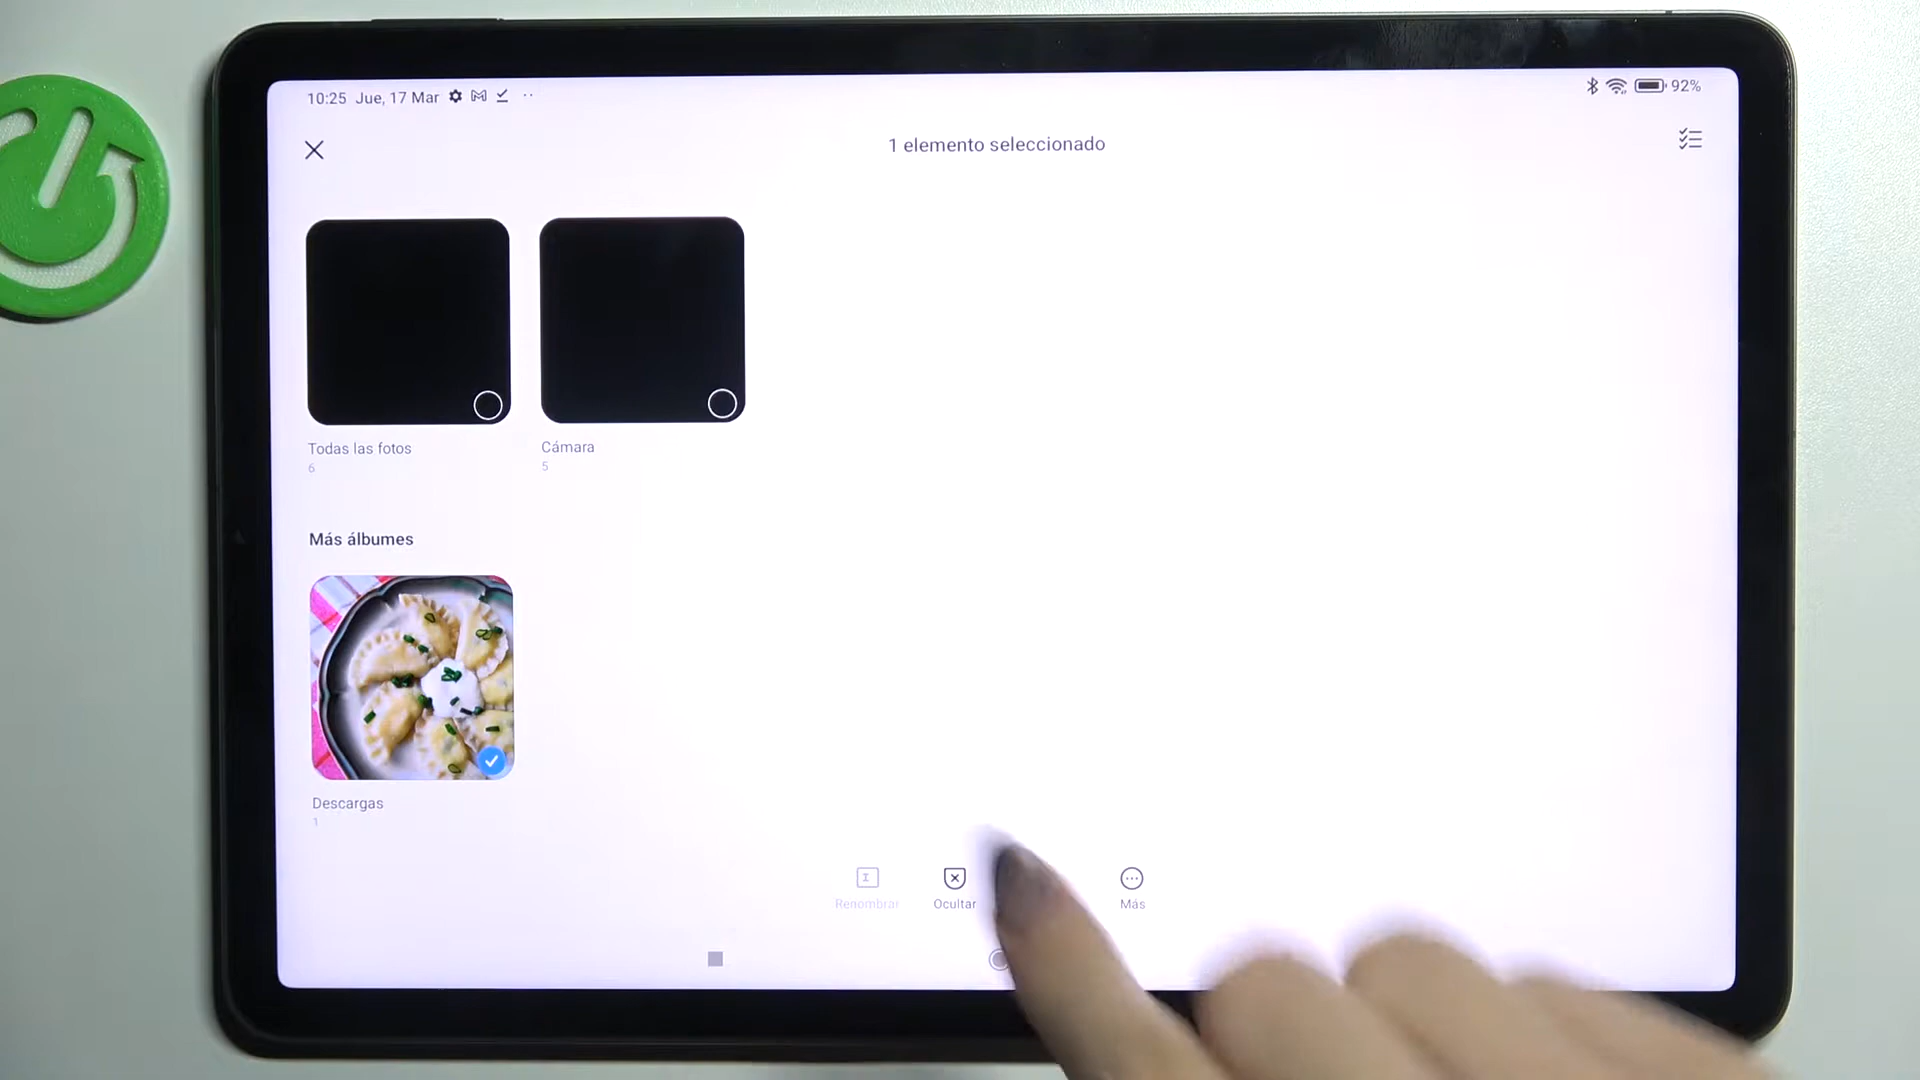 10:25 Jue, 17 Mar
92%
1 elemento seleccionado
Todas las fotos
6
Cámara
5
Más álbumes
Descargas
1
Renombrar
Ocultar
Más